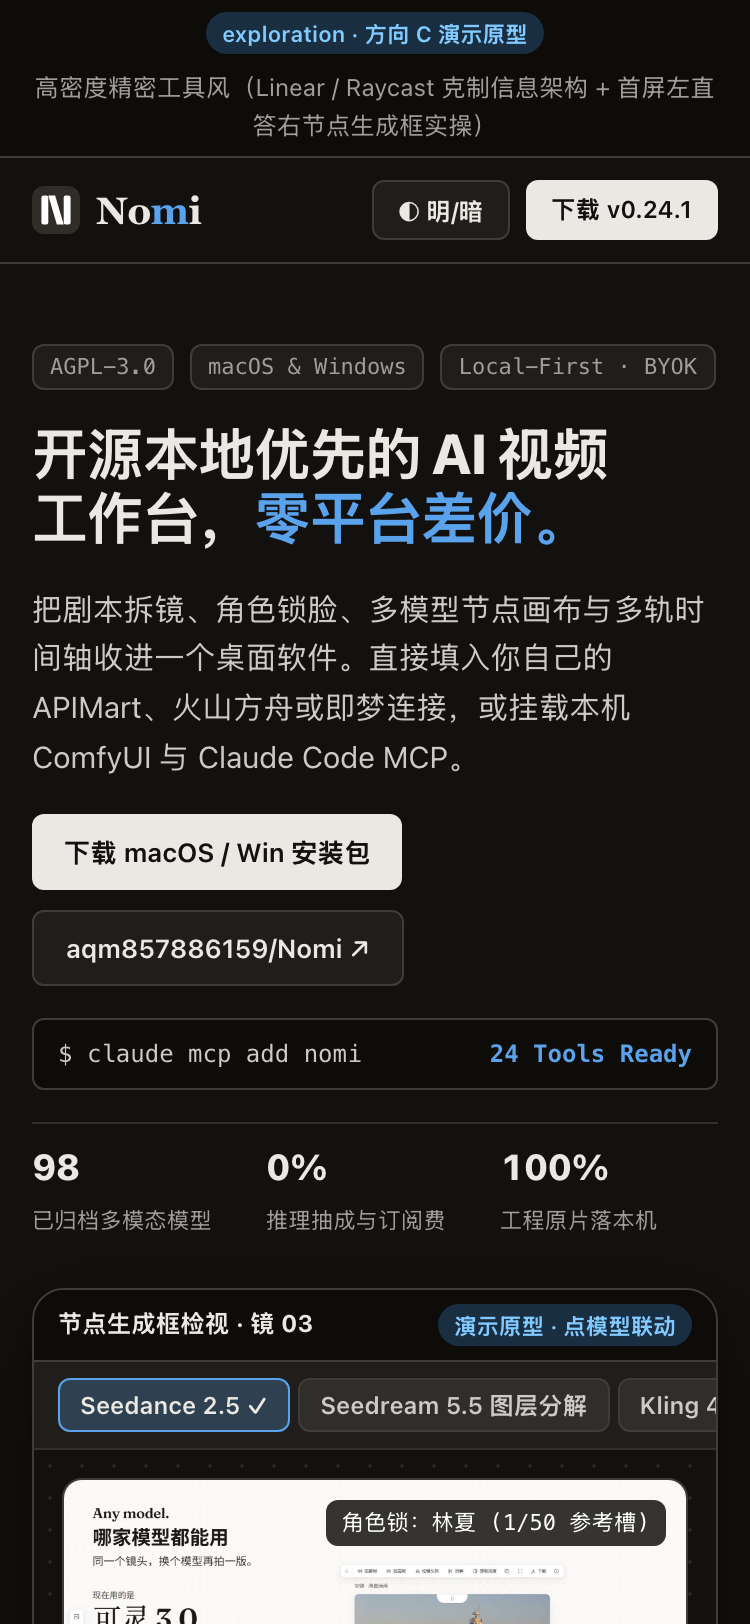 exploration · 方向 C 演示原型
高密度精密工具风（Linear / Raycast 克制信息架构 + 首屏左直
答右节点生成框实操）
N Nomi
◐ 明/暗
下载 v0.24.1
AGPL-3.0
macOS & Windows
Local-First · BYOK
开源本地优先的 AI 视频
工作台，零平台差价。
把剧本拆镜、角色锁脸、多模型节点画布与多轨时
间轴收进一个桌面软件。直接填入你自己的
APIMart、火山方舟或即梦连接，或挂载本机
ComfyUI 与 Claude Code MCP。
下载 macOS / Win 安装包
aqm857886159/Nomi ↗
$ claude mcp add nomi
24 Tools Ready
98
0%
100%
已归档多模态模型
推理抽成与订阅费
工程原片落本机
节点生成框检视 · 镜 03
演示原型 · 点模型联动
Seedance 2.5 ✓
Seedream 5.5 图层分解
Kling 4
Any model.
角色锁：林夏（1/50 参考槽）
哪家模型都能用
同一个镜头，换个模型再拍一版。
现在用的是
可灵 3.0